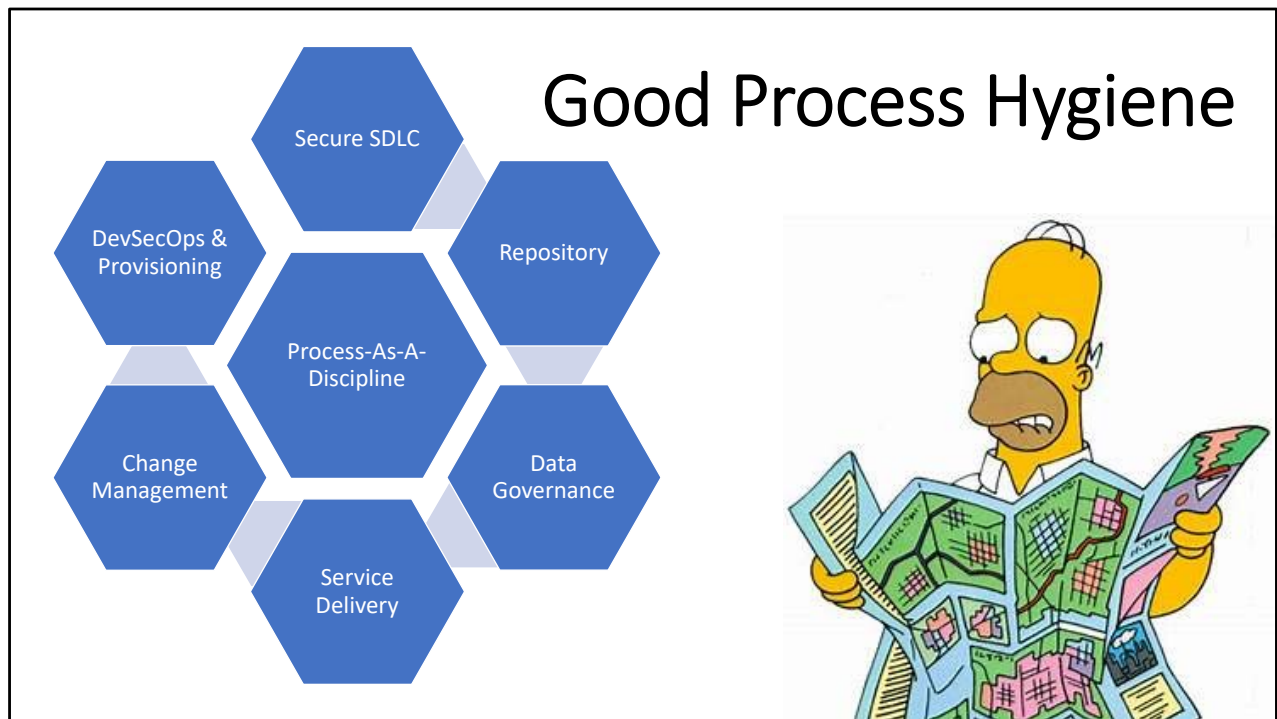 Good Process Hygiene
Secure SDLC
Repository
Data
Governance
Service
Delivery
Change
Management
DevSecOps &
Provisioning
Process-As-A-
Discipline